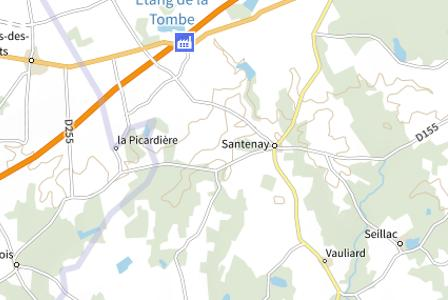 Étang de la
Tombe
s-des-
ts
D255
la Picardière
Santenay
D155
Seillac
Vauliard
ois